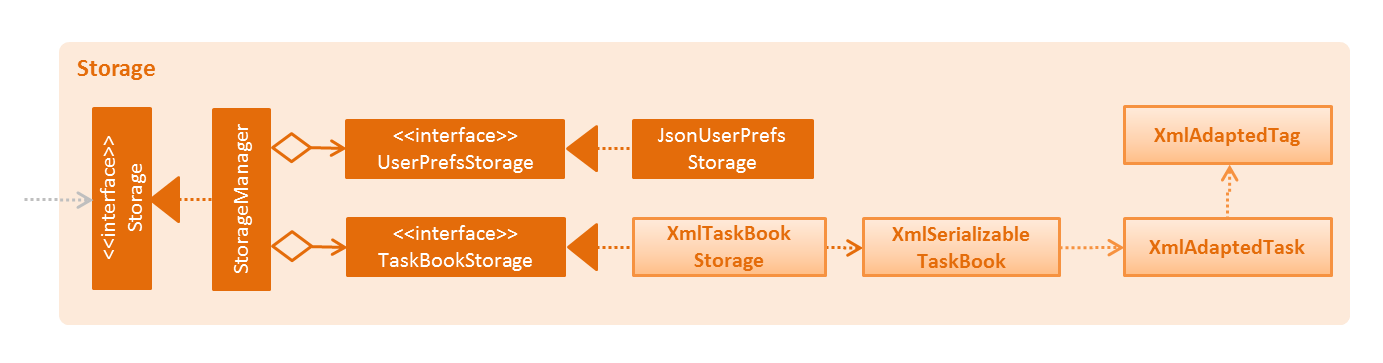 Storage
<<interface>>
Storage
StorageManager
<<interface>>
UserPrefsStorage
JsonUserPrefs
Storage
<<interface>>
TaskBookStorage
XmlTaskBook
Storage
XmlSerializable
TaskBook
XmlAdaptedTag
XmlAdaptedTask